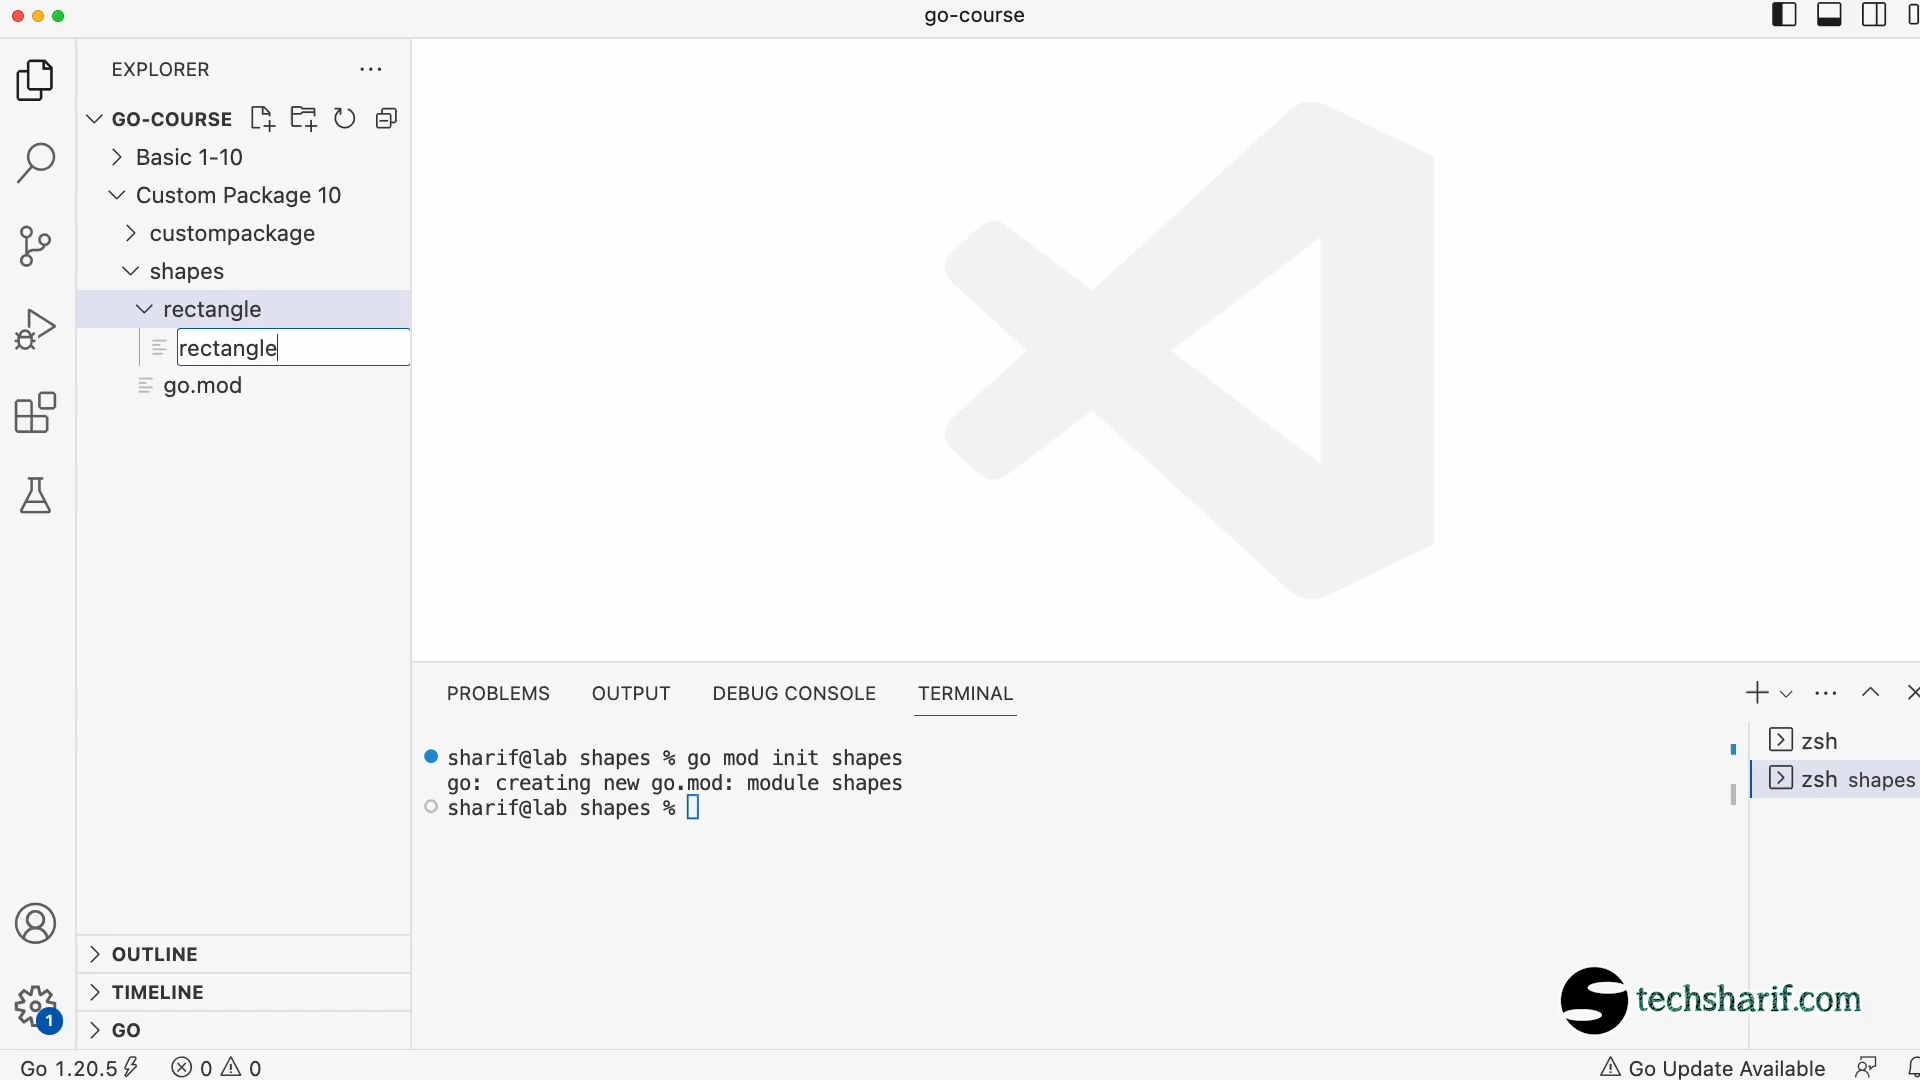 go-course
EXPLORER
GO-COURSE
Basic 1-10
Custom Package 10
custompackage
shapes
rectangle
rectangle
go.mod
PROBLEMS OUTPUT DEBUG CONSOLE TERMINAL
sharif@lab shapes % go mod init shapes
go: creating new go.mod: module shapes
sharif@lab shapes %
zsh
zsh shapes
OUTLINE
TIMELINE
GO
1
techsharif.com
Go 1.20.5 0 0 Go Update Available